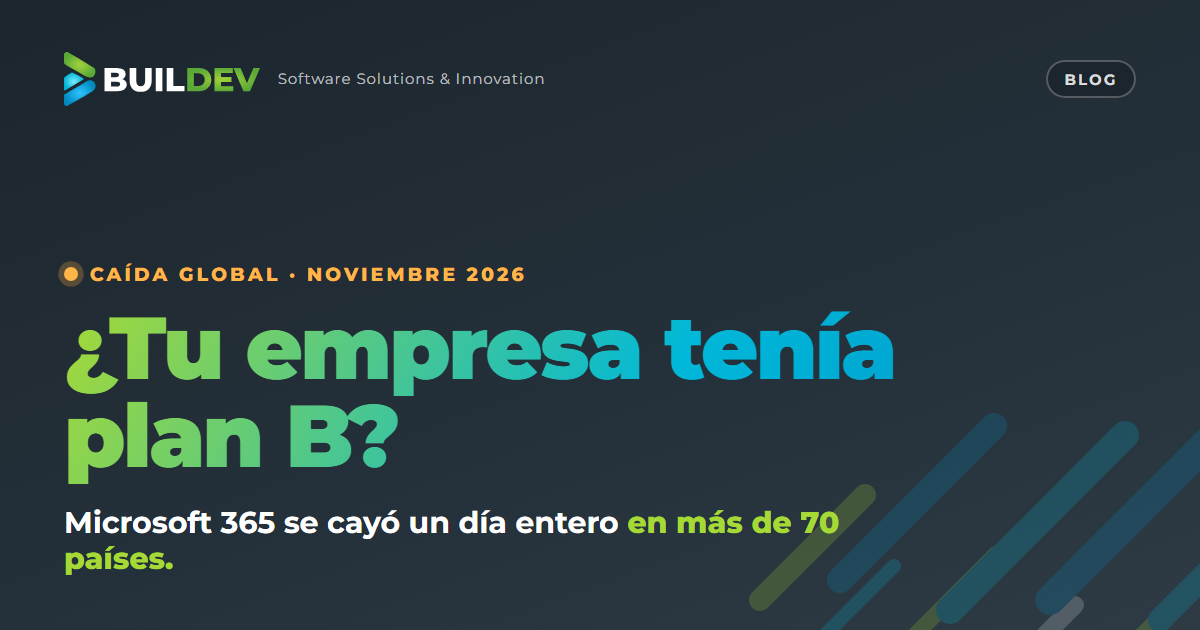 BUILDEV
Software Solutions & Innovation
BLOG
CAÍDA GLOBAL • NOVIEMBRE 2026
¿Tu empresa tenía
plan B?
Microsoft 365 se cayó un día entero en más de 70
países.